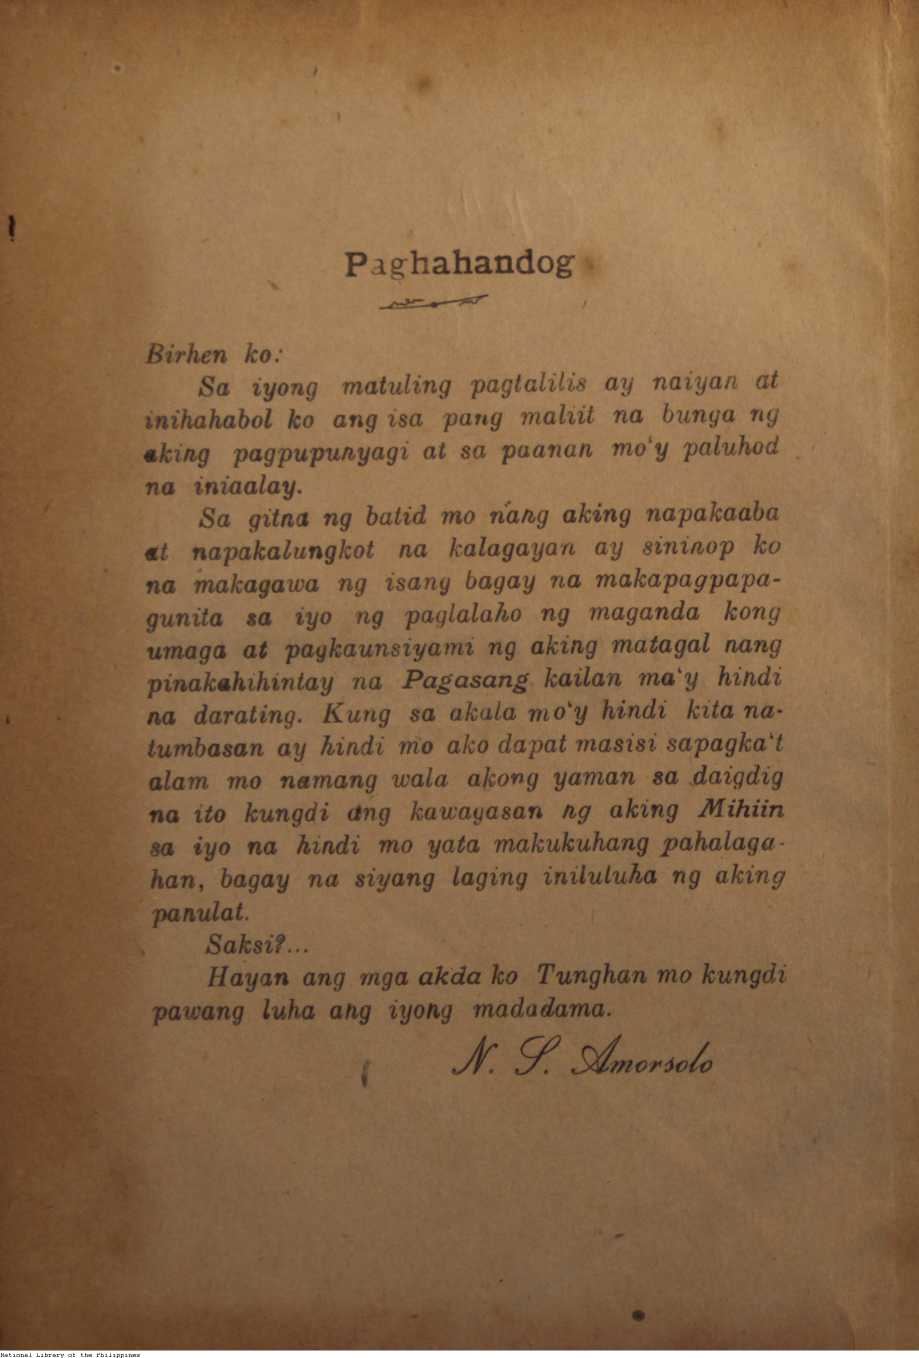 Paghahandog
Birhen ko:
Sa iyong matuling pagtalilis ay naiyan at
inihahabol ko ang isa pang maliit na bunga ng
aking pagpupunyagi at sa paanan mo‘y paluhod
na iniaalay.
Sa gitna ng batid mo nang aking napakaaba
at napakalungkot na kalagayan ay sininop ko
na makagawa ng isang bagay na makapagpapa-
gunita sa iyo ng paglalaho ng maganda kong
umaga at pagkaunsiyami ng aking matagal nang
pinakahihintay na Pagasang kailan ma‘y hindi
na darating. Kung sa akala mo‘y hindi kita na-
tumbasan ay hindi mo ako dapat masisi sapagka‘t
alam mo namang wala akong yaman sa daigdig
na ito kungdi ang kawagasan ng aking Mihiin
sa iyo na hindi mo yata makukuhang pahalaga-
han, bagay na siyang laging iniluluha ng aking
panulat.
Saksi?...
Hayan ang mga akda ko Tunghan mo kungdi
pawang luha ang iyong madadama.
N. S. Amorsolo
National Library of the Philippines